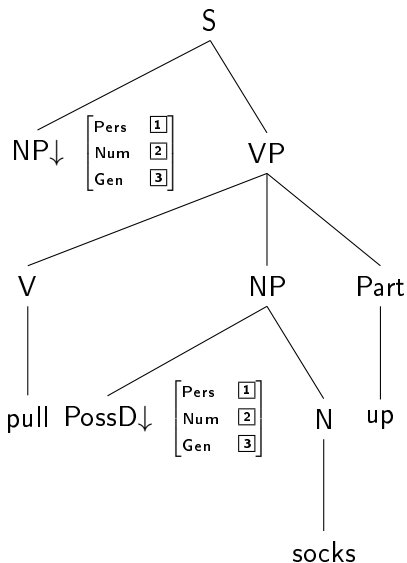 S
NP↓ [Pers 1
Num 2
Gen 3]
VP
V NP Part
pull PossD↓ [Pers 1
Num 2
Gen 3]
N up
socks